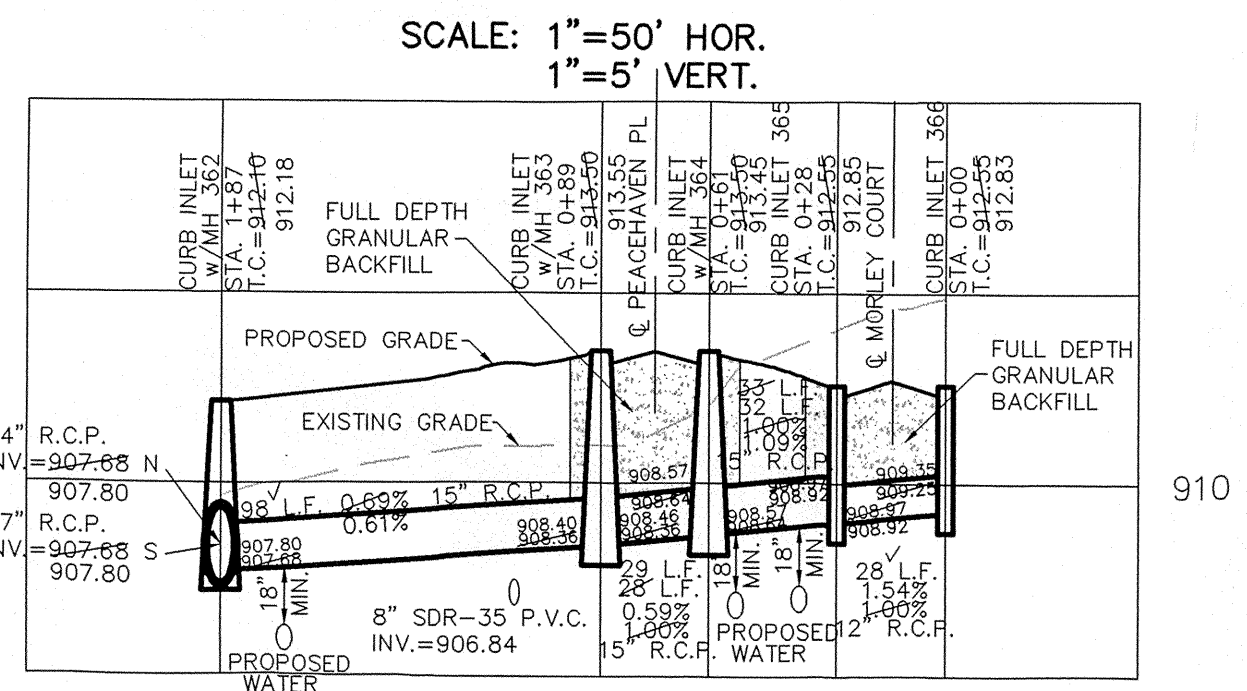 SCALE: 1"=50' HOR.
1"=5' VERT.
CURB INLET
w/MH 362
STA. 1+87
T.C.=912.10
912.18
CURB INLET
w/MH 363
STA. 0+89
T.C.=913.50
913.55
℄ PEACEHAVEN PL
CURB INLET
w/MH 364
STA. 0+61
T.C.=913.50
913.45
CURB INLET 365
STA. 0+28
T.C.=912.55
912.85
℄ MORLEY COURT
CURB INLET 366
STA. 0+00
T.C.=912.55
912.83
FULL DEPTH
GRANULAR
BACKFILL
PROPOSED GRADE
EXISTING GRADE
FULL DEPTH
GRANULAR
BACKFILL
33 L.F.
32 L.F.
1.00%
1.09%
15" R.C.P.
4" R.C.P.
NV.=907.68 N
907.80
7" R.C.P.
NV.=907.68 S
907.80
98 ✓ L.F. 0.69% 15" R.C.P.
0.61%
907.80
907.68
908.40
908.36
908.57
908.64
908.46
908.36
908.57
908.64
908.92
909.35
909.25
908.97
908.92
910
18" MIN.
PROPOSED
WATER
8" SDR-35 P.V.C.
INV.=906.84
29 L.F.
28 L.F.
0.59%
1.00%
15" R.C.P.
18" MIN.
18" MIN.
PROPOSED
WATER
28 ✓ L.F.
1.54%
1.00%
12" R.C.P.